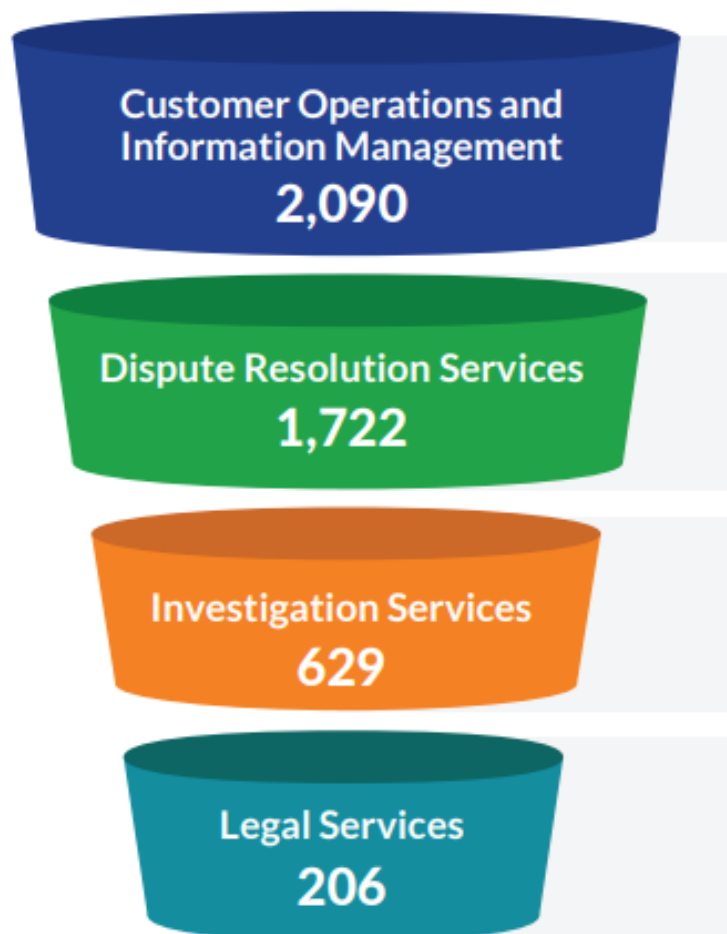 Customer Operations and
Information Management
2,090
Dispute Resolution Services
1,722
Investigation Services
629
Legal Services
206